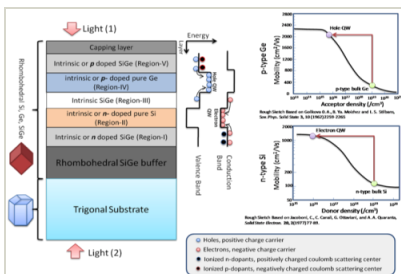 Light (1)
Rhombohedral Si, Ge, SiGe
Capping layer
Intrinsic or p doped SiGe (Region-V)
Intrinsic or p- doped pure Ge
(Region-IV)
Intrinsic SiGe (Region-III)
Intrinsic or n- doped pure Si
(Region-II)
Intrinsic or n doped SiGe (Region-I)
Rhombohedral SiGe buffer
Trigonal Substrate
Light (2)
Energy
Layer
Hole QW
Electron QW
Valence Band
Conduction Band
p-type Ge
Mobility (cm²/Vs)
Hole QW
p-type bulk Ge
Acceptor density (/cm³)
n-type Si
Mobility (cm²/Vs)
Electron QW
n-type bulk Si
Donor density (/cm³)
Holes, positive charge carrier
Electrons, negative charge carrier
Ionized n-dopants, positively charged coulomb scattering center
Ionized p-dopants, negatively charged coulomb scattering center